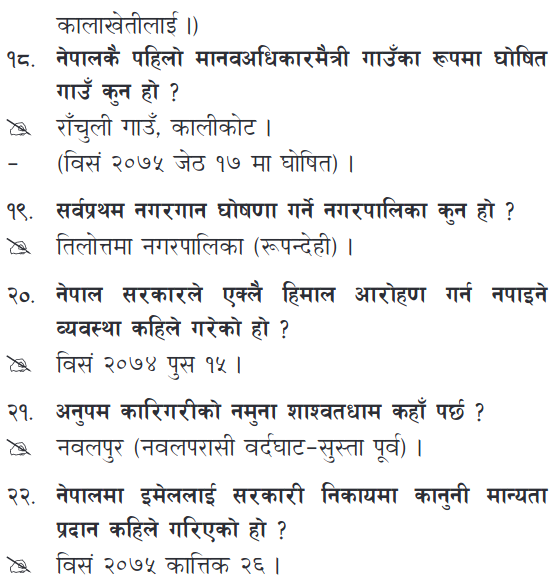 कालाखेतीलाई ।)
१८. नेपालकै पहिलो मानवअधिकारमैत्री गाउँका रूपमा घोषित
गाउँ कुन हो ?
राँचुली गाउँ, कालीकोट ।
– (विसं २०७५ जेठ १७ मा घोषित) ।
१९. सर्वप्रथम नगरगान घोषणा गर्ने नगरपालिका कुन हो ?
तिलोत्तमा नगरपालिका (रूपन्देही) ।
२०. नेपाल सरकारले एक्लै हिमाल आरोहण गर्न नपाइने
व्यवस्था कहिले गरेको हो ?
विसं २०७४ पुस १५ ।
२१. अनुपम कारिगरीको नमुना शाश्वतधाम कहाँ पर्छ ?
नवलपुर (नवलपरासी वर्दघाट–सुस्ता पूर्व) ।
२२. नेपालमा इमेललाई सरकारी निकायमा कानुनी मान्यता
प्रदान कहिले गरिएको हो ?
विसं २०७५ कात्तिक २६ ।